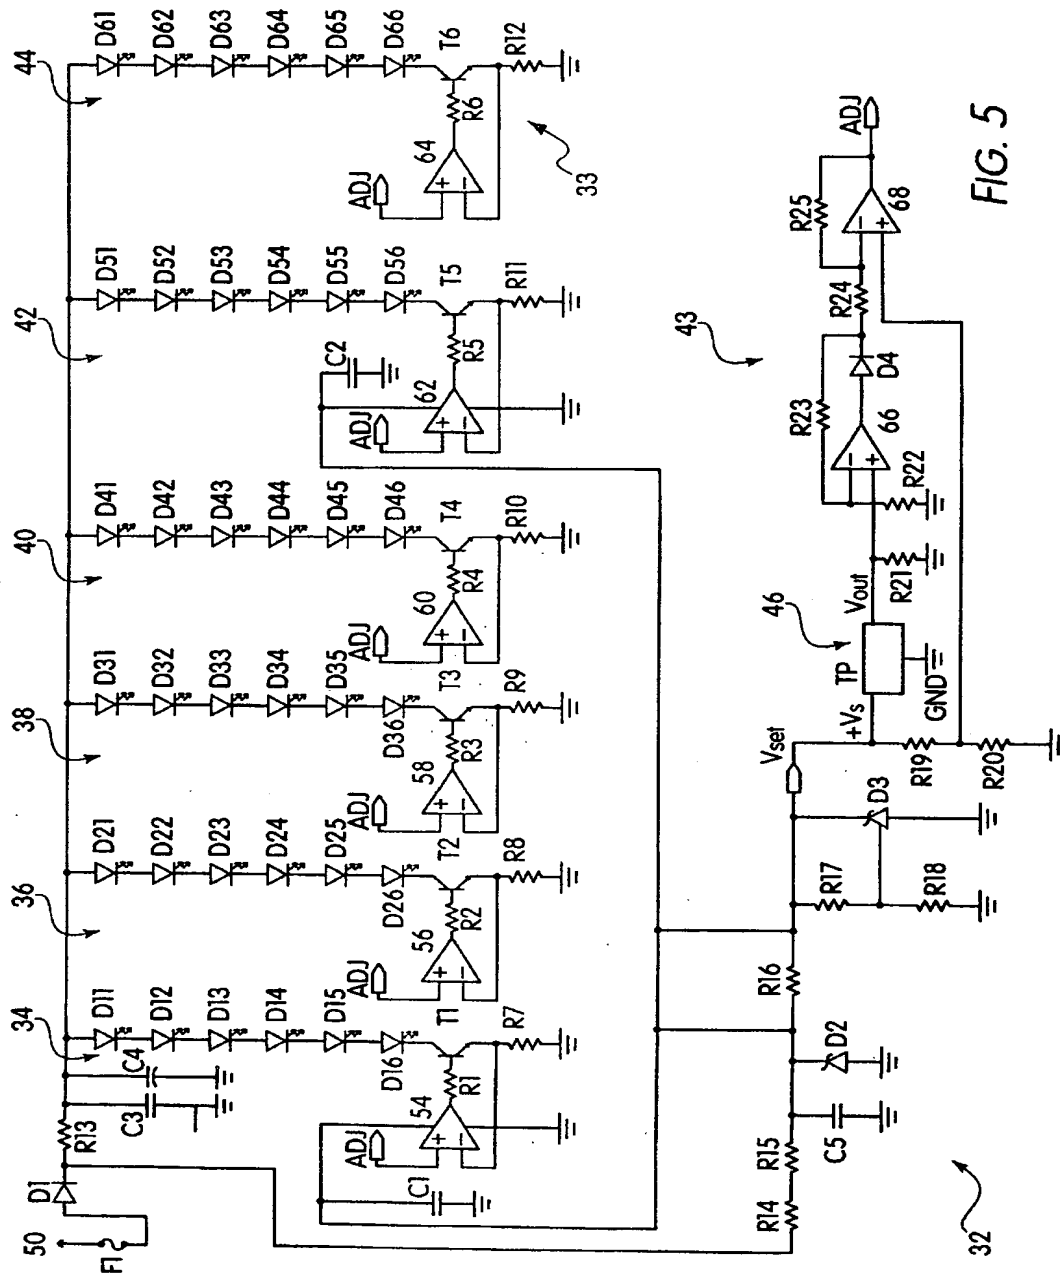 50
F1
D1
R13
C3
C4
34
36
38
40
42
44
D11
D12
D13
D14
D15
D16
D21
D22
D23
D24
D25
D26
D31
D32
D33
D34
D35
D36
D41
D42
D43
D44
D45
D46
D51
D52
D53
D54
D55
D56
D61
D62
D63
D64
D65
D66
C1
ADJ
54
+
−
R1
T1
R7
ADJ
56
+
−
R2
T2
R8
ADJ
58
+
−
R3
T3
R9
ADJ
60
+
−
R4
T4
R10
C2
ADJ
62
+
−
R5
T5
R11
ADJ
64
+
−
R6
T6
R12
33
R14
R15
C5
D2
R16
R17
R18
D3
Vset
+Vs
R19
R20
TP
46
GND
Vout
R21
R22
R23
66
−
+
D4
43
R24
R25
68
−
+
ADJ
32
FIG. 5